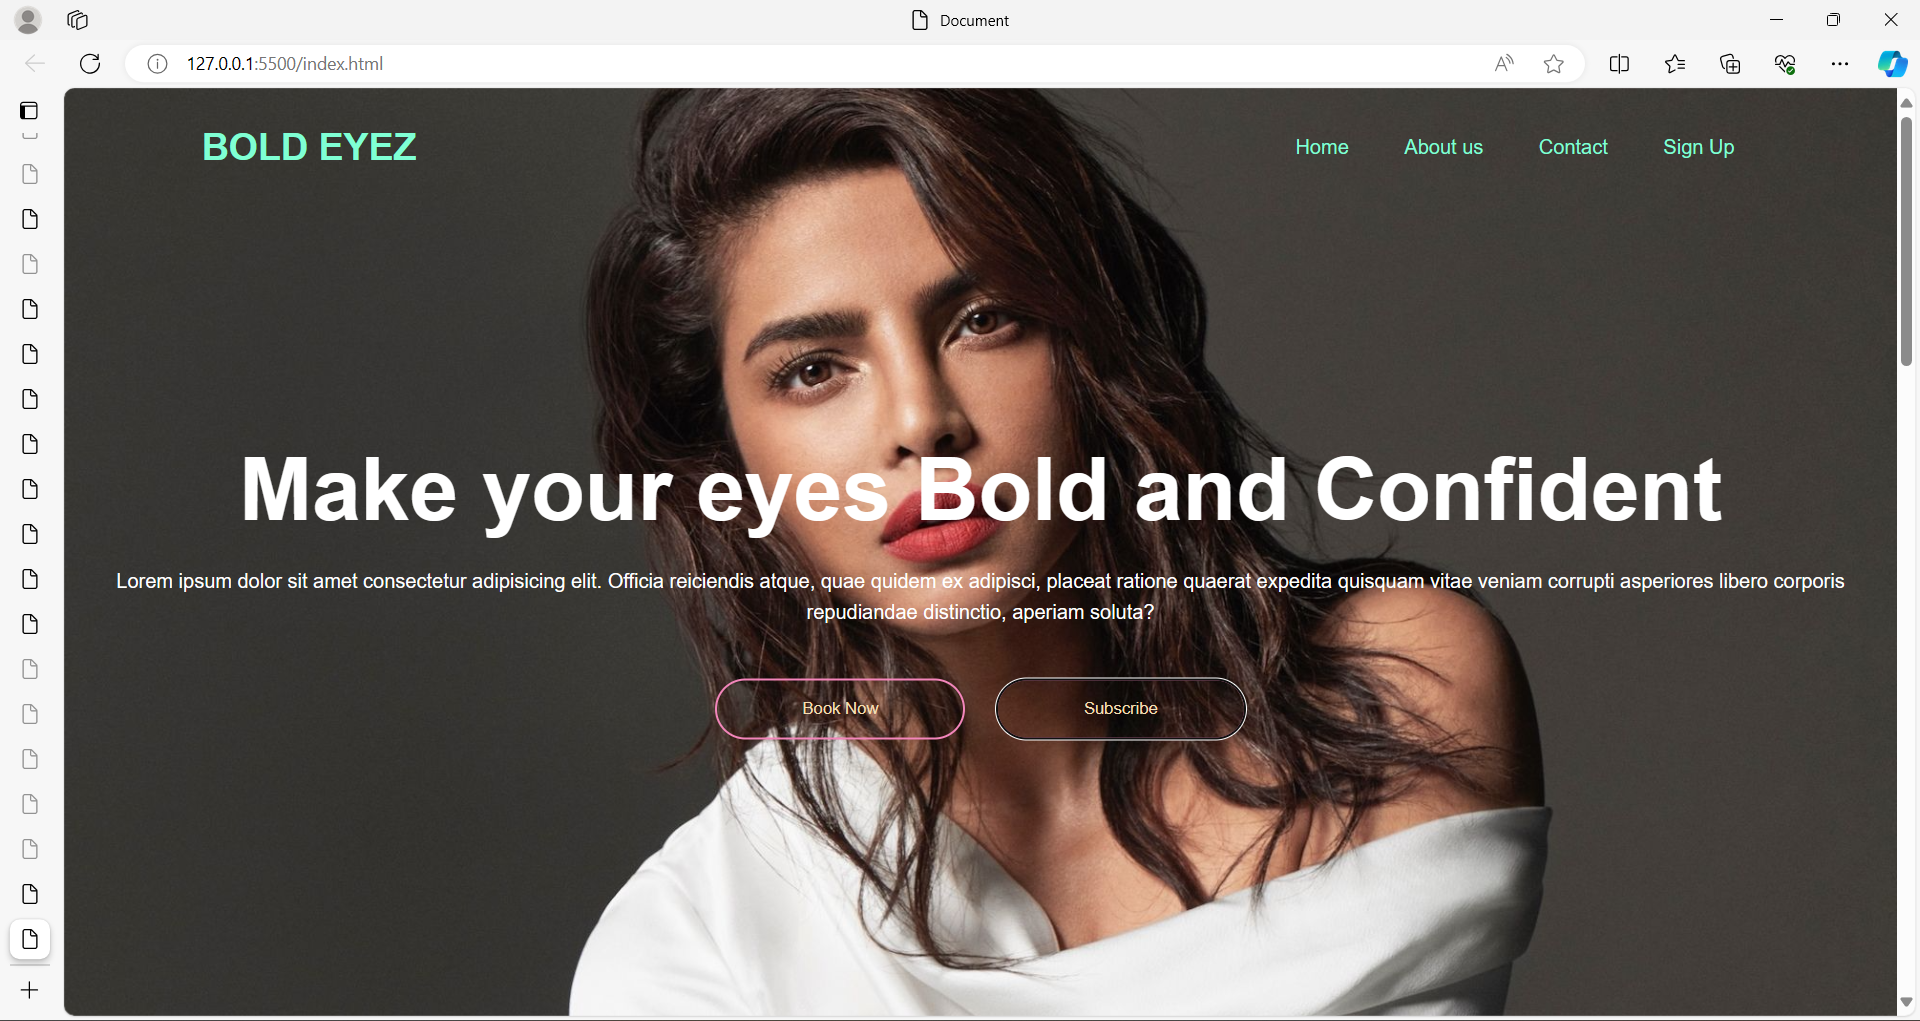 Document
127.0.0.1:5500/index.html
BOLD EYEZ
Home
About us
Contact
Sign Up
Make your eyes Bold and Confident
Lorem ipsum dolor sit amet consectetur adipisicing elit. Officia reiciendis atque, quae quidem ex adipisci, placeat ratione quaerat expedita quisquam vitae veniam corrupti asperiores libero corporis
repudiandae distinctio, aperiam soluta?
Book Now
Subscribe